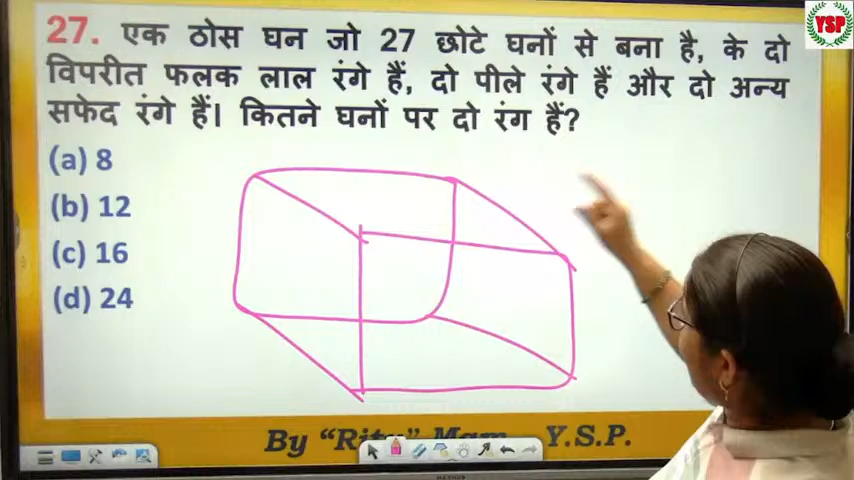 YSP
27. एक ठोस घन जो 27 छोटे घनों से बना है, के दो
विपरीत फलक लाल रंगे हैं, दो पीले रंगे हैं और दो अन्य
सफेद रंगे हैं। कितने घनों पर दो रंग हैं?
(a) 8
(b) 12
(c) 16
(d) 24
By “Ritu” Mam Y.S.P.